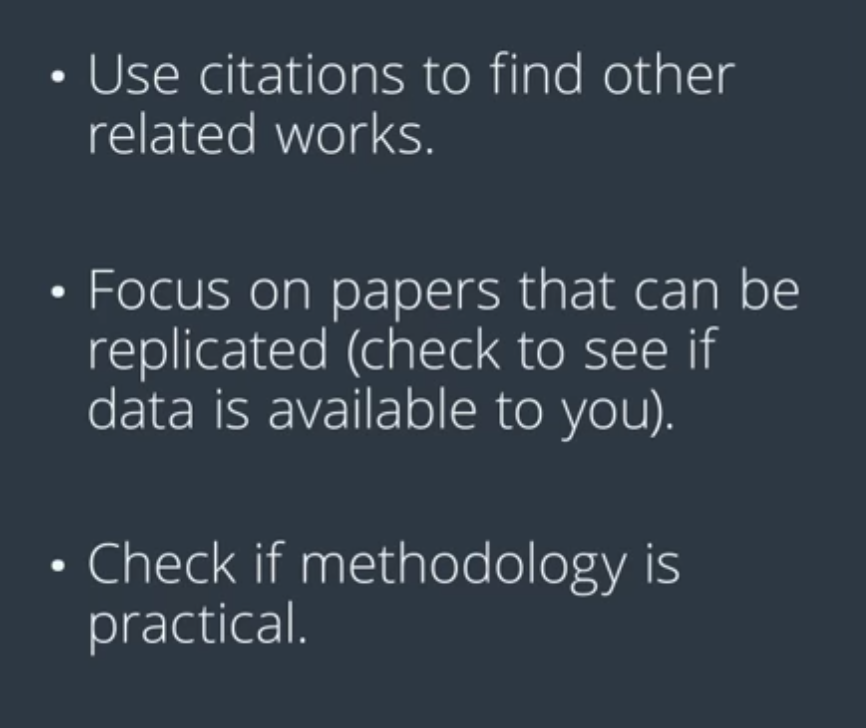 • Use citations to find other
related works.
• Focus on papers that can be
replicated (check to see if
data is available to you).
• Check if methodology is
practical.